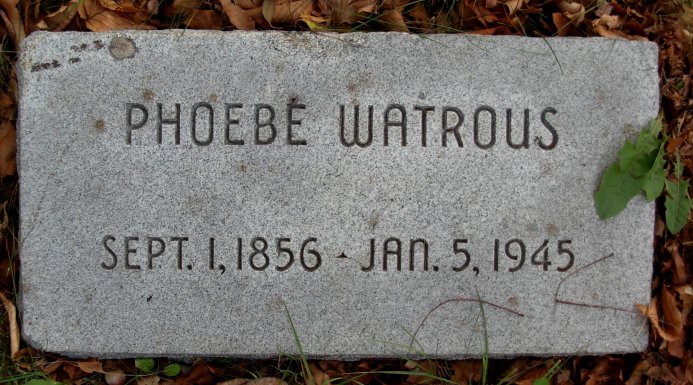 PHOEBE WATROUS
SEPT. 1, 1856 - JAN. 5, 1945